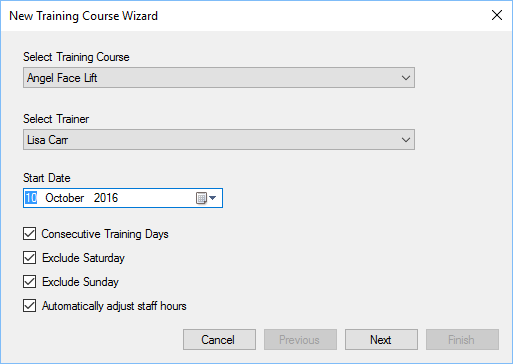 New Training Course Wizard
Select Training Course
Angel Face Lift
Select Trainer
Lisa Carr
Start Date
10 October 2016
Consecutive Training Days
Exclude Saturday
Exclude Sunday
Automatically adjust staff hours
Cancel Previous Next Finish